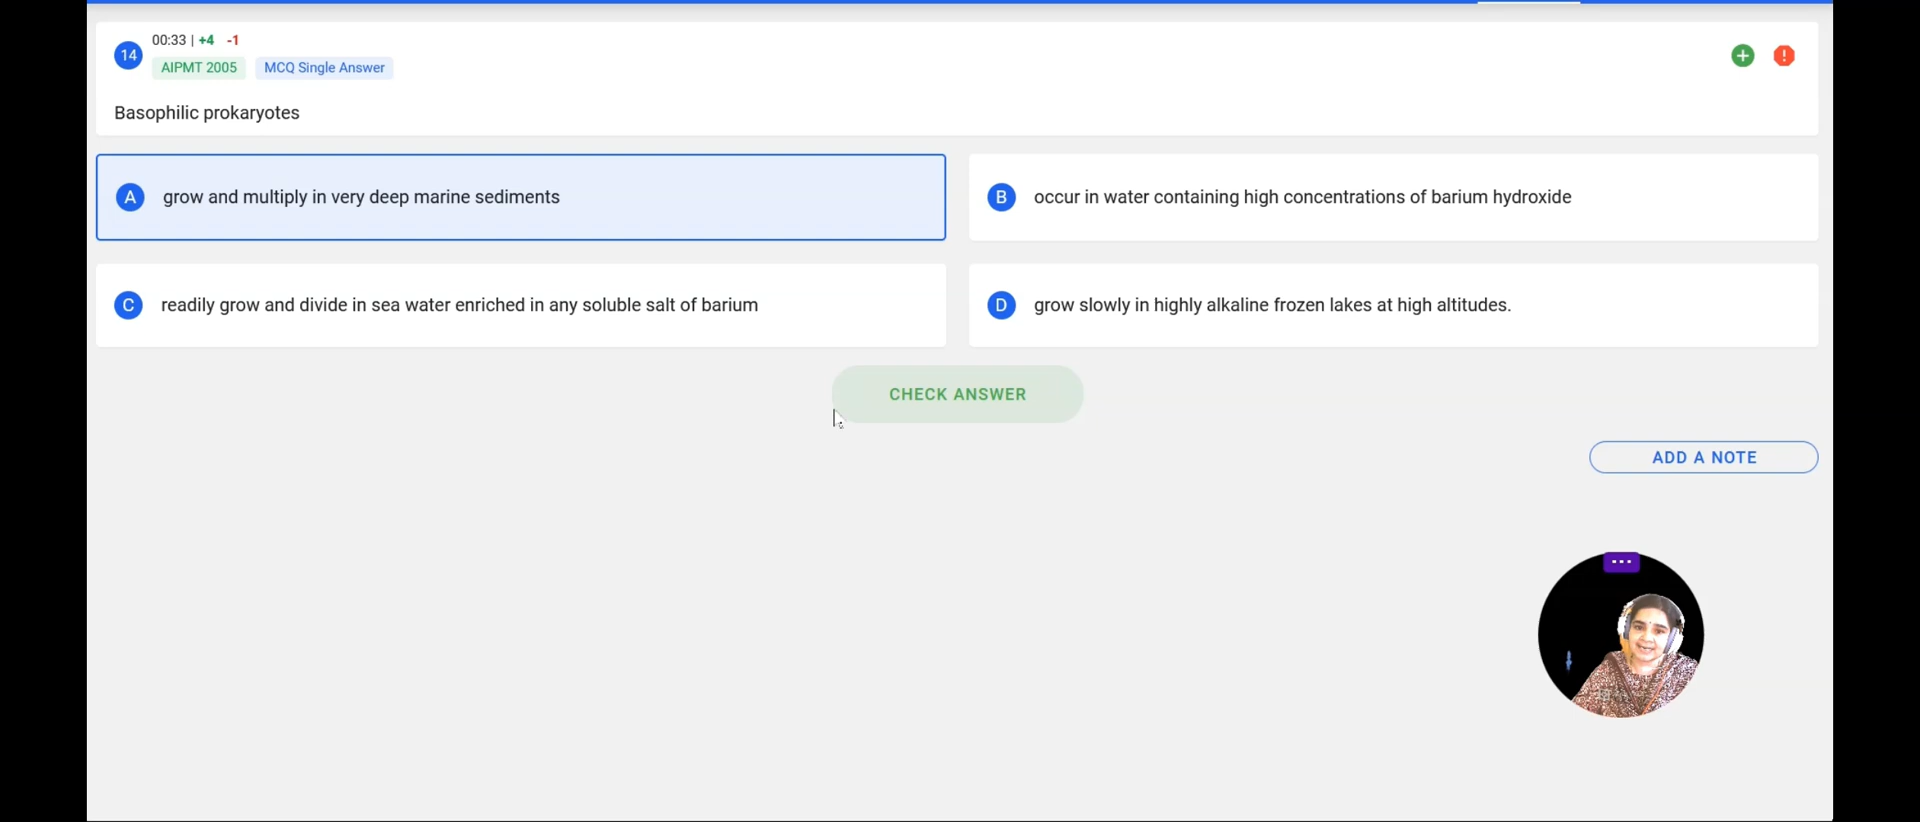 14
00:33 | +4 -1
AIPMT 2005 MCQ Single Answer
Basophilic prokaryotes
A grow and multiply in very deep marine sediments
B occur in water containing high concentrations of barium hydroxide
C readily grow and divide in sea water enriched in any soluble salt of barium
D grow slowly in highly alkaline frozen lakes at high altitudes.
CHECK ANSWER
ADD A NOTE